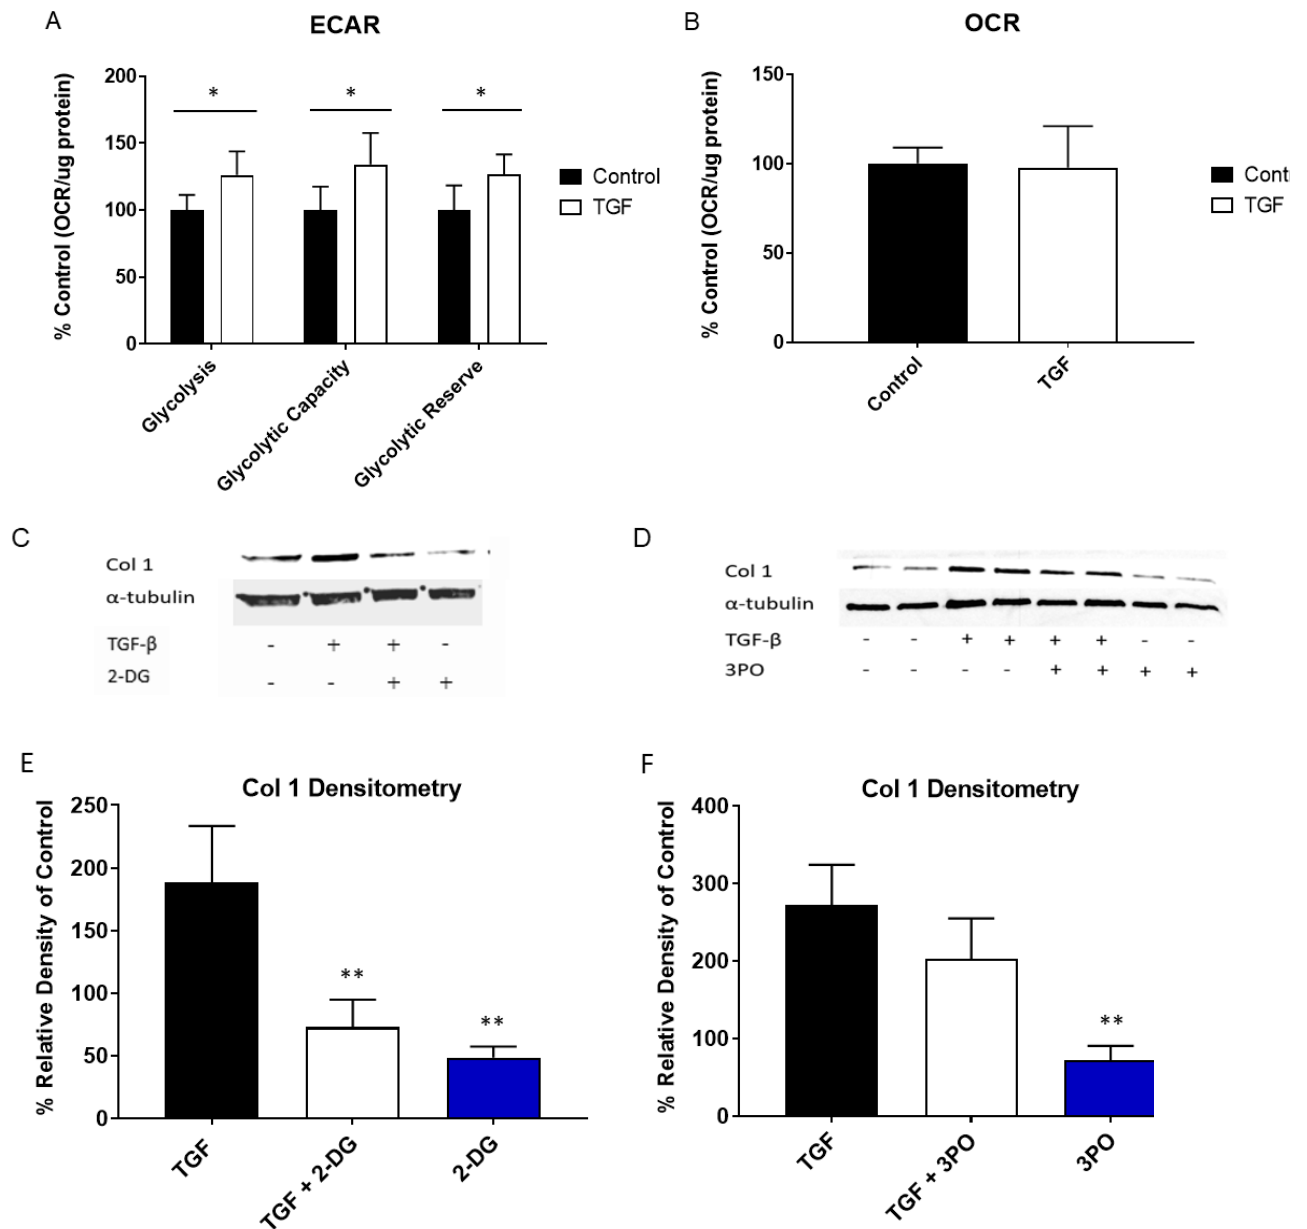 A
ECAR
% Control (OCR/ug protein)
200
150
100
50
0
* * *
Control
TGF
Glycolysis
Glycolytic Capacity
Glycolytic Reserve
B
OCR
% Control (OCR/ug protein)
150
100
50
0
Cont
TGF
Control
TGF
C
Col 1
α-tubulin
TGF-β - + + -
2-DG - - + +
D
Col 1
α-tubulin
TGF-β - - + + + + - -
3PO - - - - + + + +
E
Col 1 Densitometry
% Relative Density of Control
250
200
150
100
50
0
**
**
TGF
TGF + 2-DG
2-DG
F
Col 1 Densitometry
% Relative Density of Control
400
300
200
100
0
**
TGF
TGF + 3PO
3PO